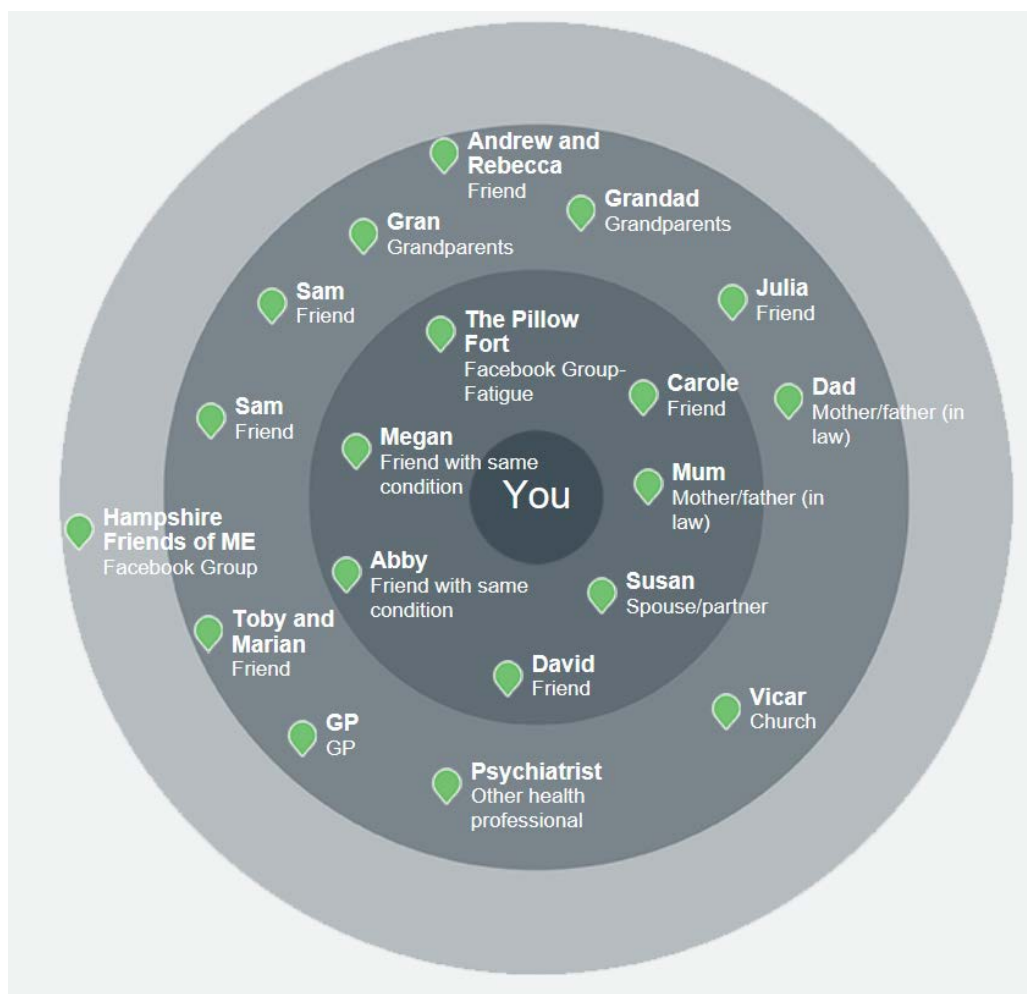 Andrew and
Rebecca
Friend
Grandad
Grandparents
Gran
Grandparents
Sam
Friend
Julia
Friend
The Pillow
Fort
Facebook Group-
Fatigue
Carole
Friend
Dad
Mother/father (in
law)
Sam
Friend
Megan
Friend with same
condition
You
Mum
Mother/father (in
law)
Hampshire
Friends of ME
Facebook Group
Abby
Friend with same
condition
Susan
Spouse/partner
Toby and
Marian
Friend
David
Friend
Vicar
Church
GP
GP
Psychiatrist
Other health
professional